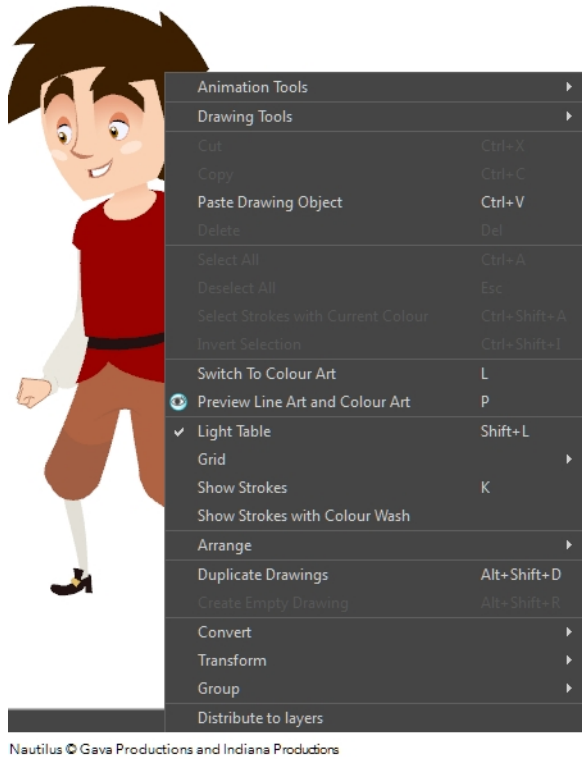 Animation Tools
Drawing Tools
Cut Ctrl+X
Copy Ctrl+C
Paste Drawing Object Ctrl+V
Delete Del
Select All Ctrl+A
Deselect All Esc
Select Strokes with Current Colour Ctrl+Shift+A
Invert Selection Ctrl+Shift+I
Switch To Colour Art L
Preview Line Art and Colour Art P
Light Table Shift+L
Grid
Show Strokes K
Show Strokes with Colour Wash
Arrange
Duplicate Drawings Alt+Shift+D
Create Empty Drawing Alt+Shift+R
Convert
Transform
Group
Distribute to layers
Nautilus © Gava Productions and Indiana Productions